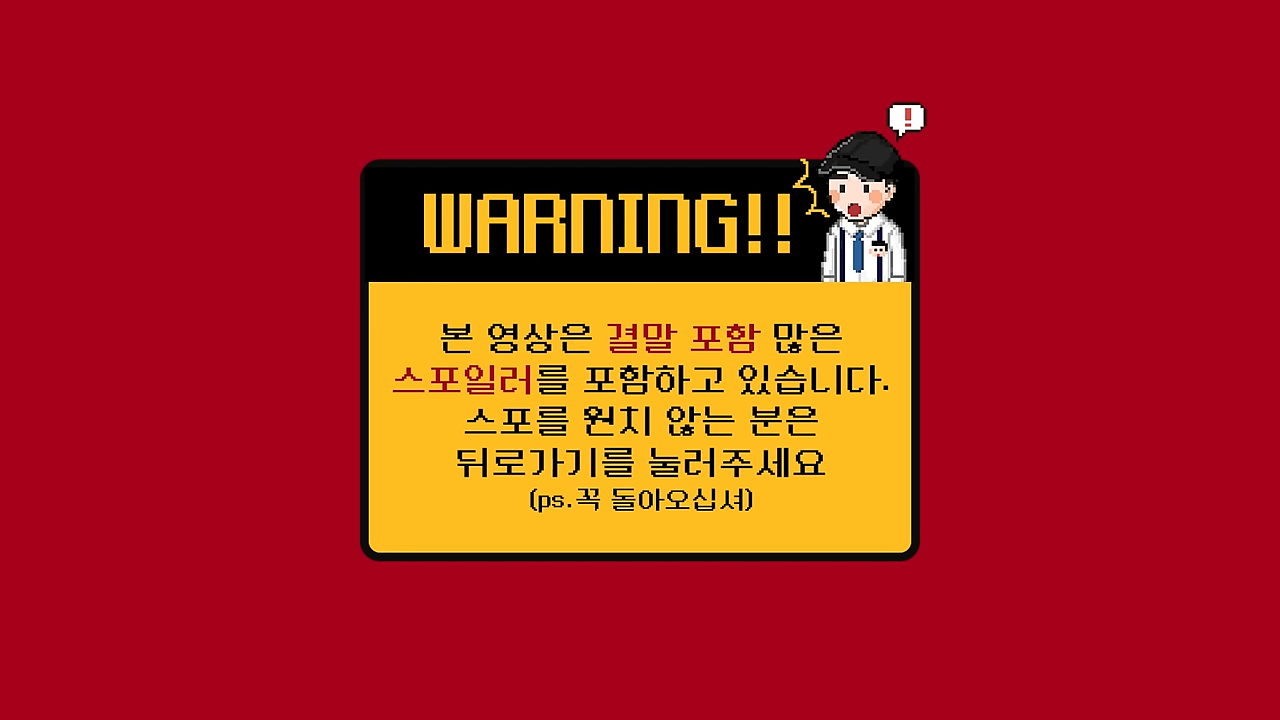 WARNING!!
본 영상은 결말 포함 많은
스포일러를 포함하고 있습니다.
스포를 원치 않는 분은
뒤로가기를 눌러주세요
(ps.꼭 돌아오십셔)